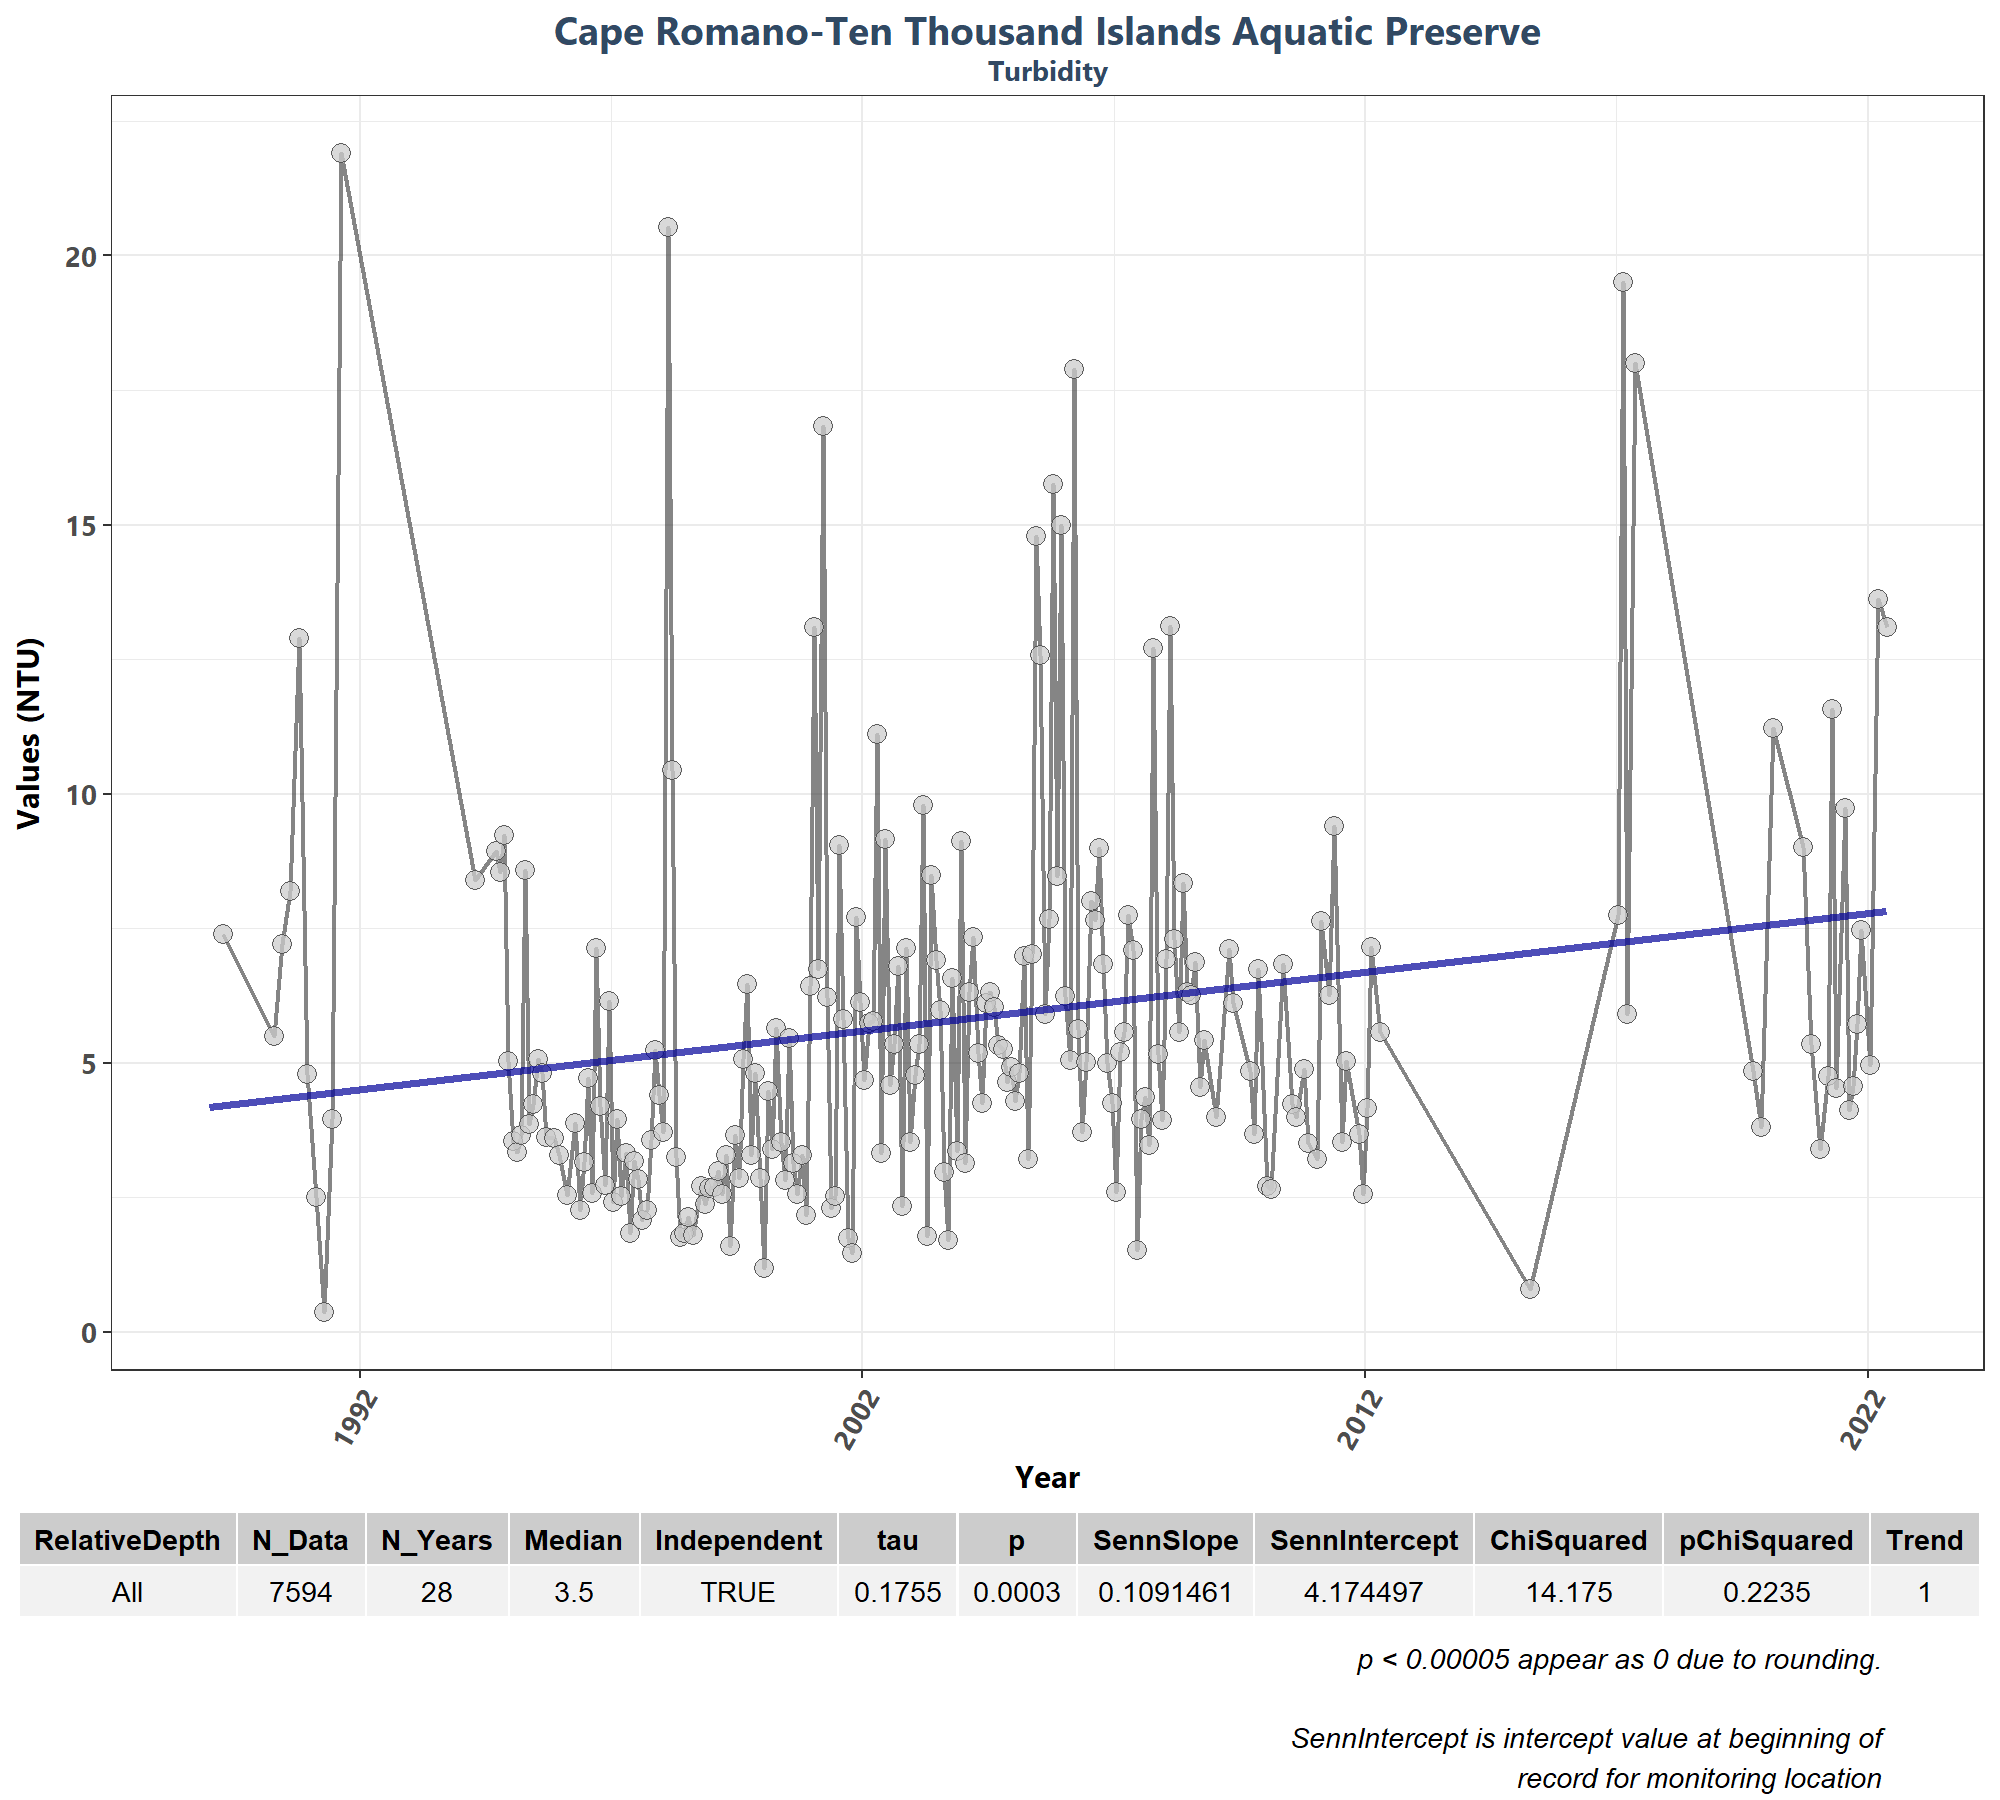 Cape Romano-Ten Thousand Islands Aquatic Preserve
Turbidity
Values (NTU)
20
15
10
5
0
1992
2002
2012
2022
Year
RelativeDepth N_Data N_Years Median Independent tau p SennSlope SennIntercept ChiSquared pChiSquared Trend
All 7594 28 3.5 TRUE 0.1755 0.0003 0.1091461 4.174497 14.175 0.2235 1
p < 0.00005 appear as 0 due to rounding.
SennIntercept is intercept value at beginning of
record for monitoring location